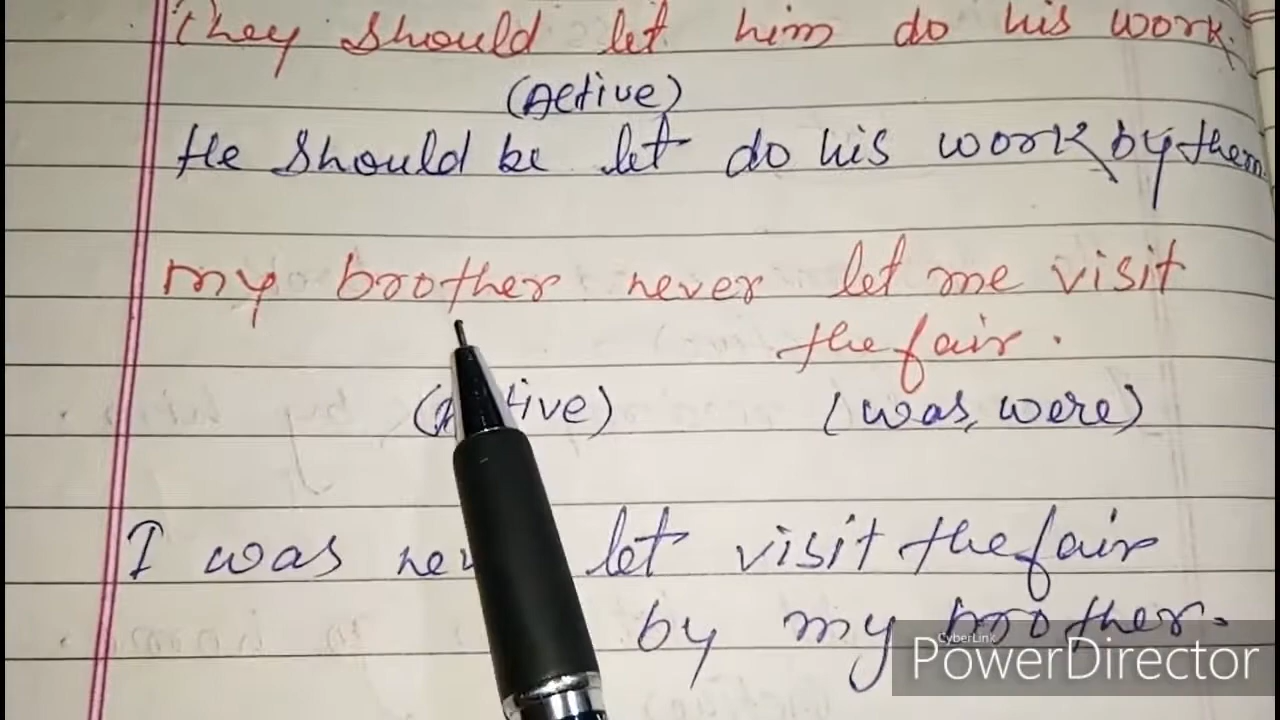 They should let him do his work.
(Active)
He should be let do his work by them.
my brother never let me visit
the fair.
(was, were)
I was let visit the fair
by my brother.
CyberLink
PowerDirector